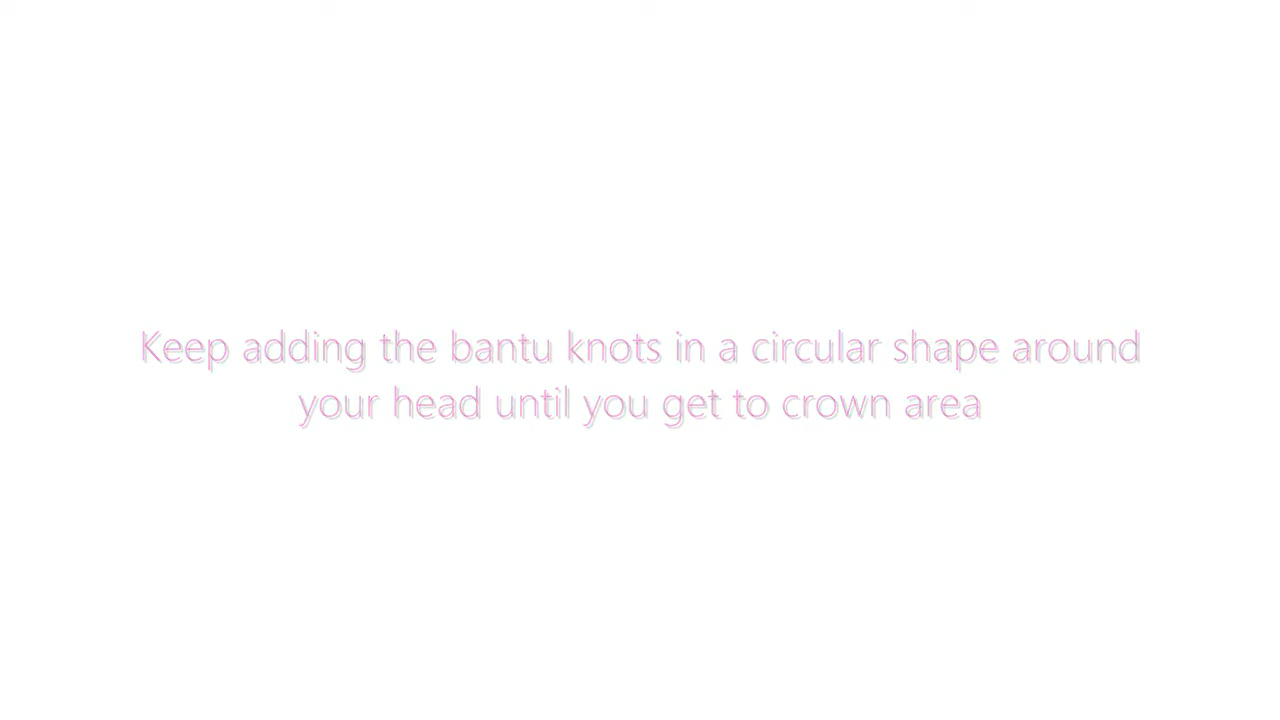 Keep adding the bantu knots in a circular shape around
your head until you get to crown area